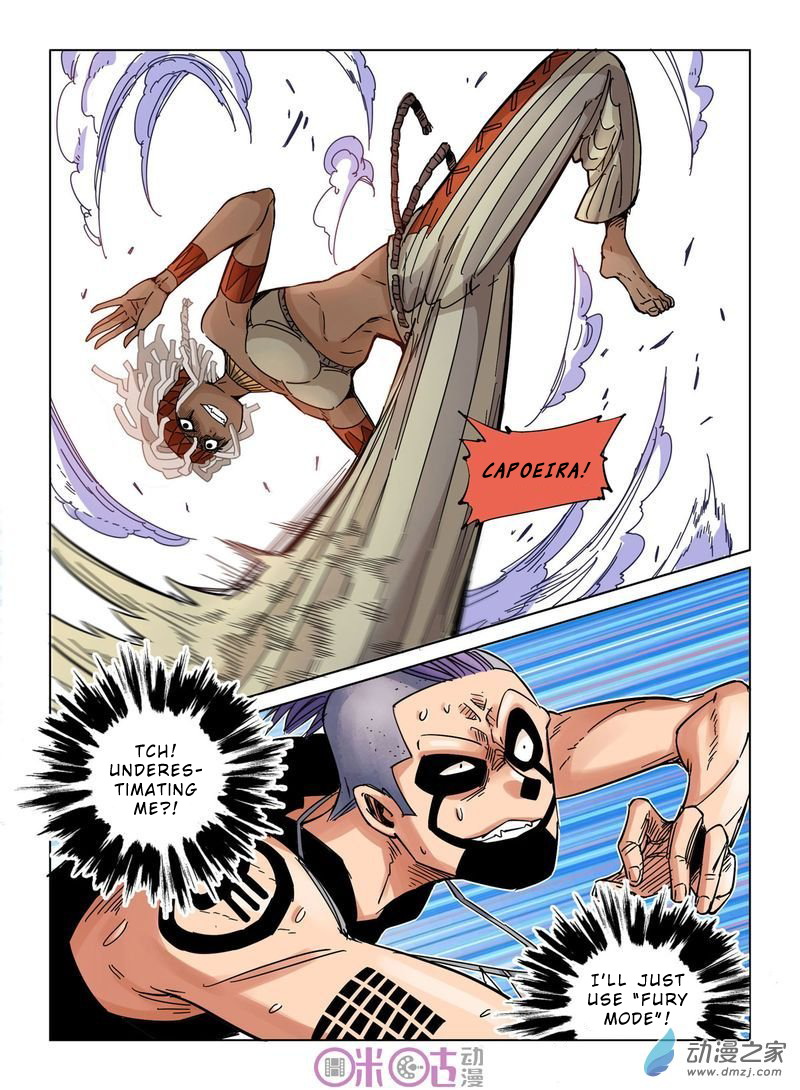 CAPOEIRA!
TCH!
UNDERES-
TIMATING
ME?!
I'LL JUST
USE "FURY
MODE"!
咪咕动漫
动漫之家
www.dmzj.com